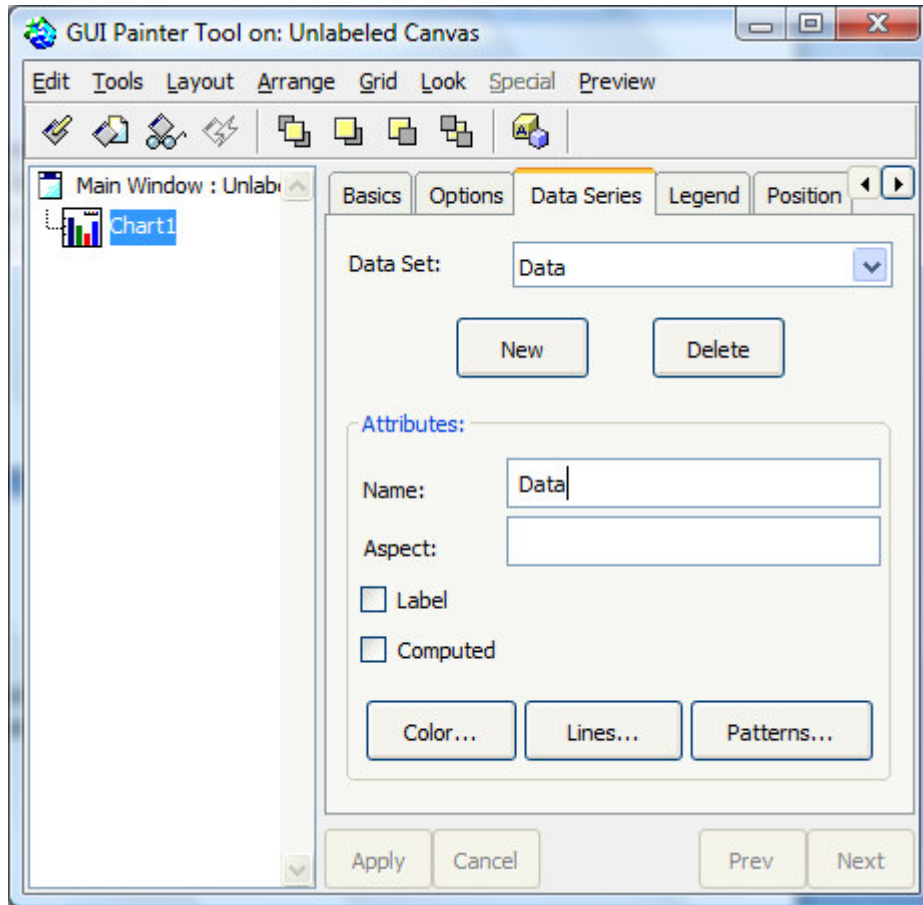 GUI Painter Tool on: Unlabeled Canvas
Edit Tools Layout Arrange Grid Look Special Preview
Main Window : Unlab
Chart1
Basics Options Data Series Legend Position
Data Set: Data
New Delete
Attributes:
Name: Data
Aspect:
Label
Computed
Color... Lines... Patterns...
Apply Cancel Prev Next